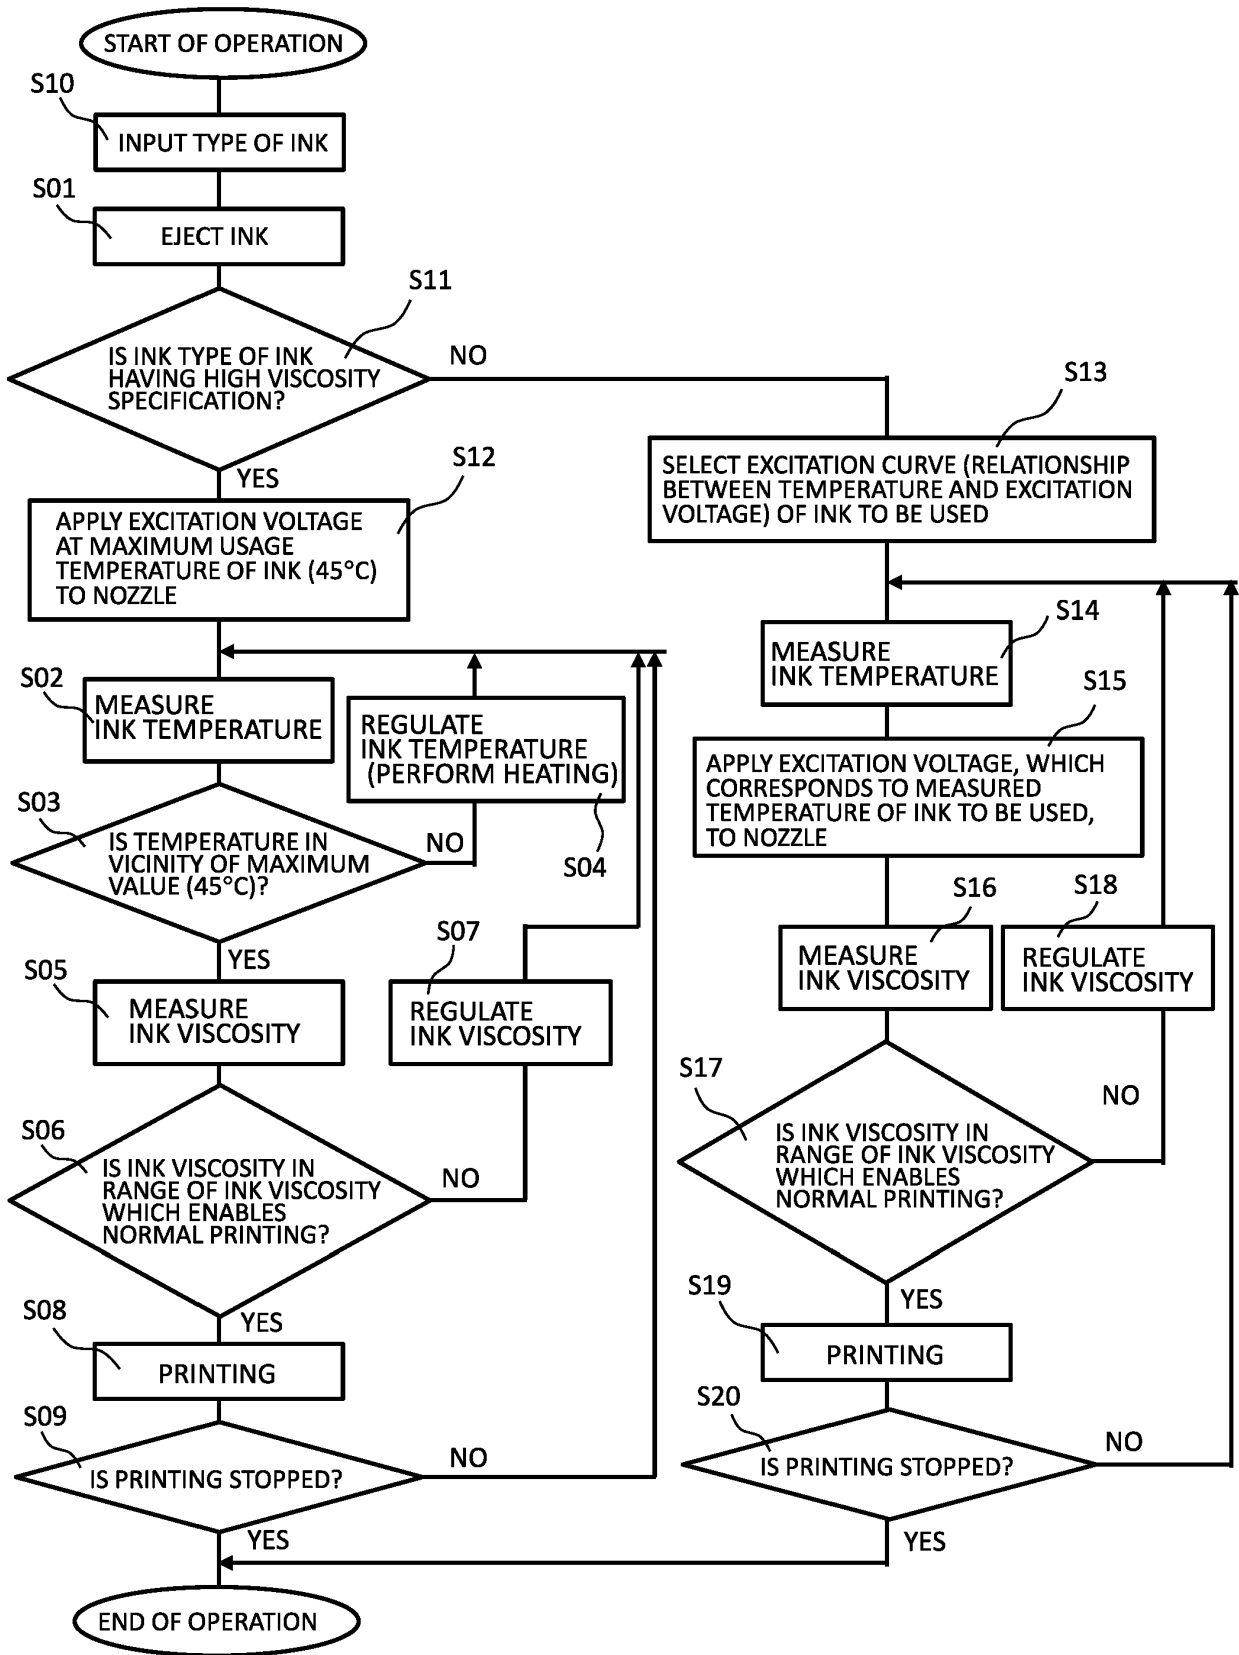 START OF OPERATION
S10
INPUT TYPE OF INK
S01
EJECT INK
S11
IS INK TYPE OF INK
HAVING HIGH VISCOSITY
SPECIFICATION?
NO
YES
S12
APPLY EXCITATION VOLTAGE
AT MAXIMUM USAGE
TEMPERATURE OF INK (45°C)
TO NOZZLE
S02
MEASURE
INK TEMPERATURE
REGULATE
INK TEMPERATURE
(PERFORM HEATING)
S04
S03
IS TEMPERATURE IN
VICINITY OF MAXIMUM
VALUE (45°C)?
NO
YES
S05
MEASURE
INK VISCOSITY
S07
REGULATE
INK VISCOSITY
S06
IS INK VISCOSITY IN
RANGE OF INK VISCOSITY
WHICH ENABLES
NORMAL PRINTING?
NO
YES
S08
PRINTING
S09
IS PRINTING STOPPED?
NO
YES
END OF OPERATION
S13
SELECT EXCITATION CURVE (RELATIONSHIP
BETWEEN TEMPERATURE AND EXCITATION
VOLTAGE) OF INK TO BE USED
S14
MEASURE
INK TEMPERATURE
S15
APPLY EXCITATION VOLTAGE, WHICH
CORRESPONDS TO MEASURED
TEMPERATURE OF INK TO BE USED,
TO NOZZLE
S16
MEASURE
INK VISCOSITY
S18
REGULATE
INK VISCOSITY
S17
IS INK VISCOSITY IN
RANGE OF INK VISCOSITY
WHICH ENABLES
NORMAL PRINTING?
NO
YES
S19
PRINTING
S20
IS PRINTING STOPPED?
NO
YES